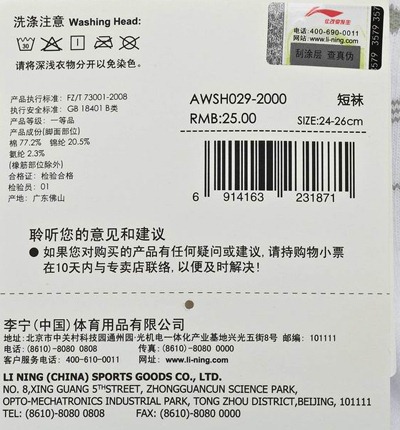 洗涤注意 Washing Head:
30
请将深浅衣物分开以免染色。
电话:400-690-0011
网站:www.li-ning.com
刮涂层 查真伪
3579 3579
产品执行标准: FZ/T 73001-2008
执行安全标准: GB 18401 B类
产品等级: 一等品
产品成份(脚面部位)
棉 77.2% 锦纶 20.5%
氨纶 2.3%
(橡筋部位除外)
合格证: 检验合格
检验员: 01
产地: 广东佛山
AWSH029-2000 短袜
RMB:25.00 SIZE:24-26cm
6 914163 231871
聆听您的意见和建议
● 如果您对购买的产品有任何疑问或建议, 请持购物小票
在10天内与专卖店联络, 以便及时解决!
李宁(中国)体育用品有限公司
地址:北京市中关村科技园通州园·光机电一体化产业基地兴光五街8号 邮编: 101111
电话:(8610)-8080 0808 传真:(8610)-8080 0000
客户服务电话: 400-610-0011 网址: www.li-ning.com
LI NING (CHINA) SPORTS GOODS CO., LTD.
NO. 8,XING GUANG 5THSTREET, ZHONGGUANCUN SCIENCE PARK,
OPTO-MECHATRONICS INDUSTRIAL PARK, TONG ZHOU DISTRICT,BEIJING, 101111
TEL: (8610)-8080 0808 FAX: (8610)-8080 0000